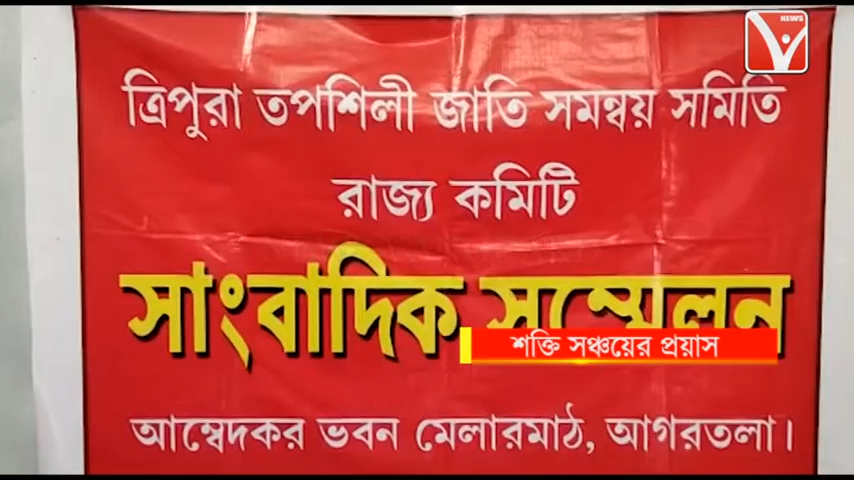 NEWS
V
ত্রিপুরা তপশিলী জাতি সমন্বয় সমিতি
রাজ্য কমিটি
সাংবাদিক সম্মেলন
শক্তি সঞ্চয়ের প্রয়াস
আম্বেদকর ভবন মেলারমাঠ, আগরতলা।